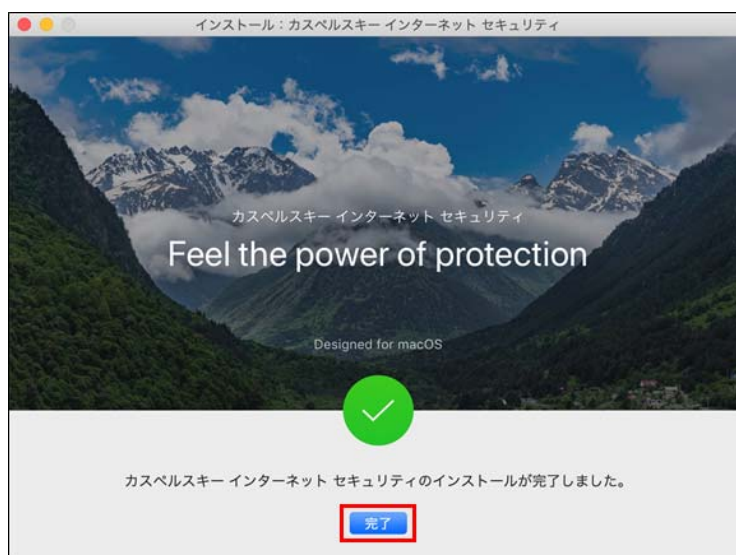 インストール：カスペルスキー インターネット セキュリティ
カスペルスキー インターネット セキュリティ
Feel the power of protection
Designed for macOS
カスペルスキー インターネット セキュリティのインストールが完了しました。
完了